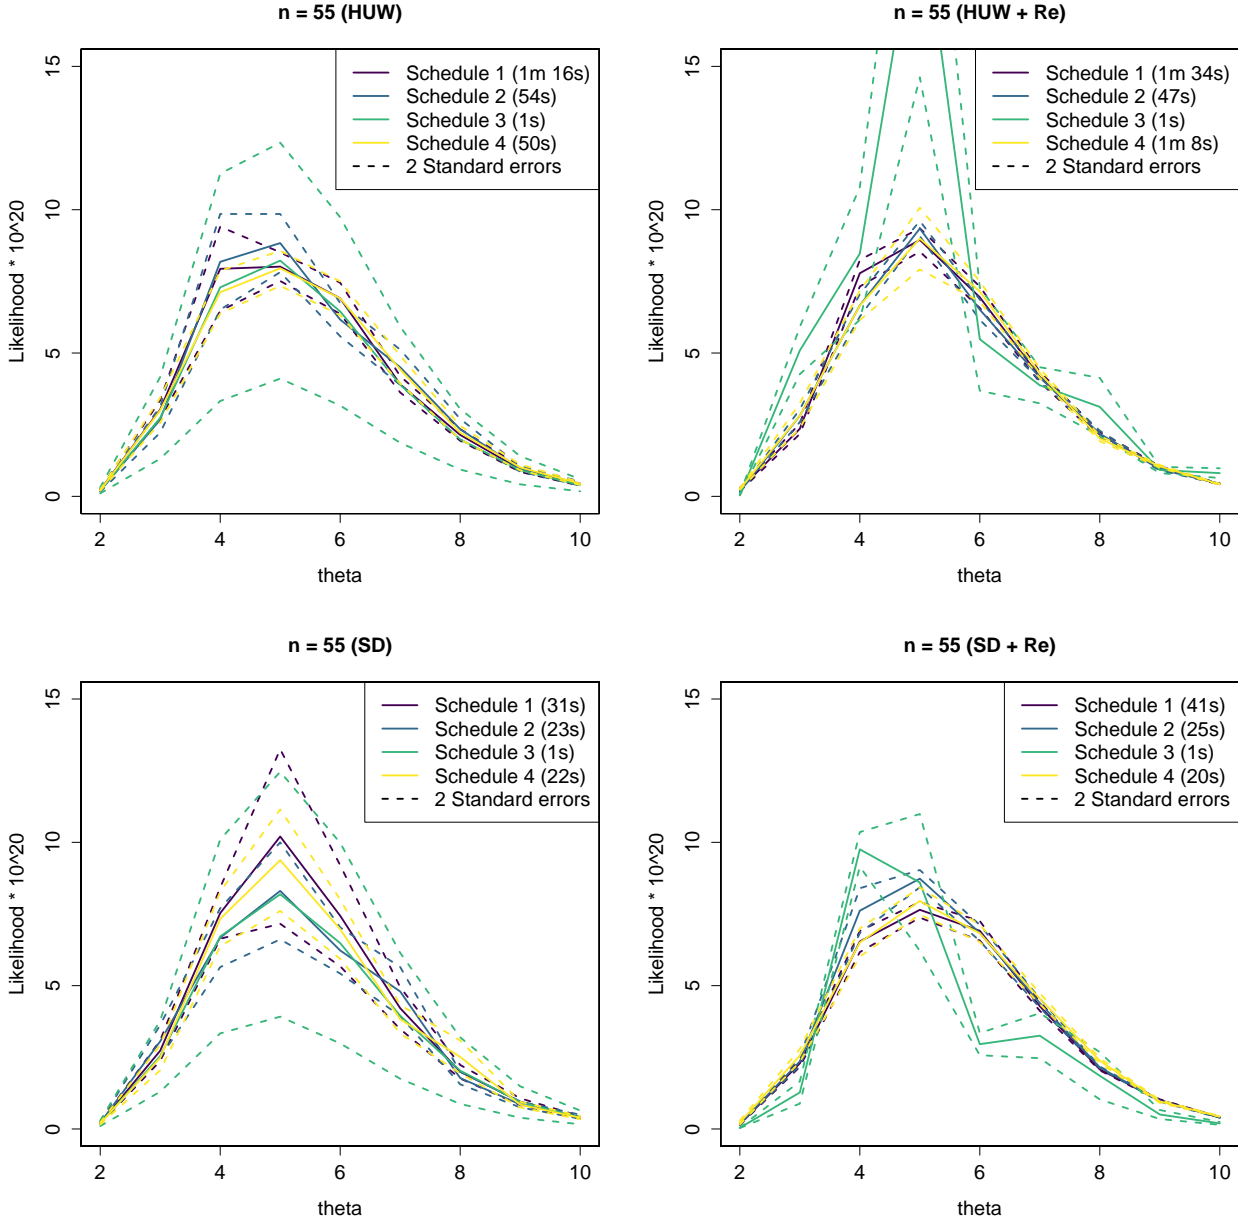 n = 55 (HUW)
15
10
5
0
Likelihood * 10^20
Schedule 1 (1m 16s)
Schedule 2 (54s)
Schedule 3 (1s)
Schedule 4 (50s)
2 Standard errors
2 4 6 8 10
theta
n = 55 (HUW + Re)
15
10
5
0
Likelihood * 10^20
Schedule 1 (1m 34s)
Schedule 2 (47s)
Schedule 3 (1s)
Schedule 4 (1m 8s)
2 Standard errors
2 4 6 8 10
theta
n = 55 (SD)
15
10
5
0
Likelihood * 10^20
Schedule 1 (31s)
Schedule 2 (23s)
Schedule 3 (1s)
Schedule 4 (22s)
2 Standard errors
2 4 6 8 10
theta
n = 55 (SD + Re)
15
10
5
0
Likelihood * 10^20
Schedule 1 (41s)
Schedule 2 (25s)
Schedule 3 (1s)
Schedule 4 (20s)
2 Standard errors
2 4 6 8 10
theta